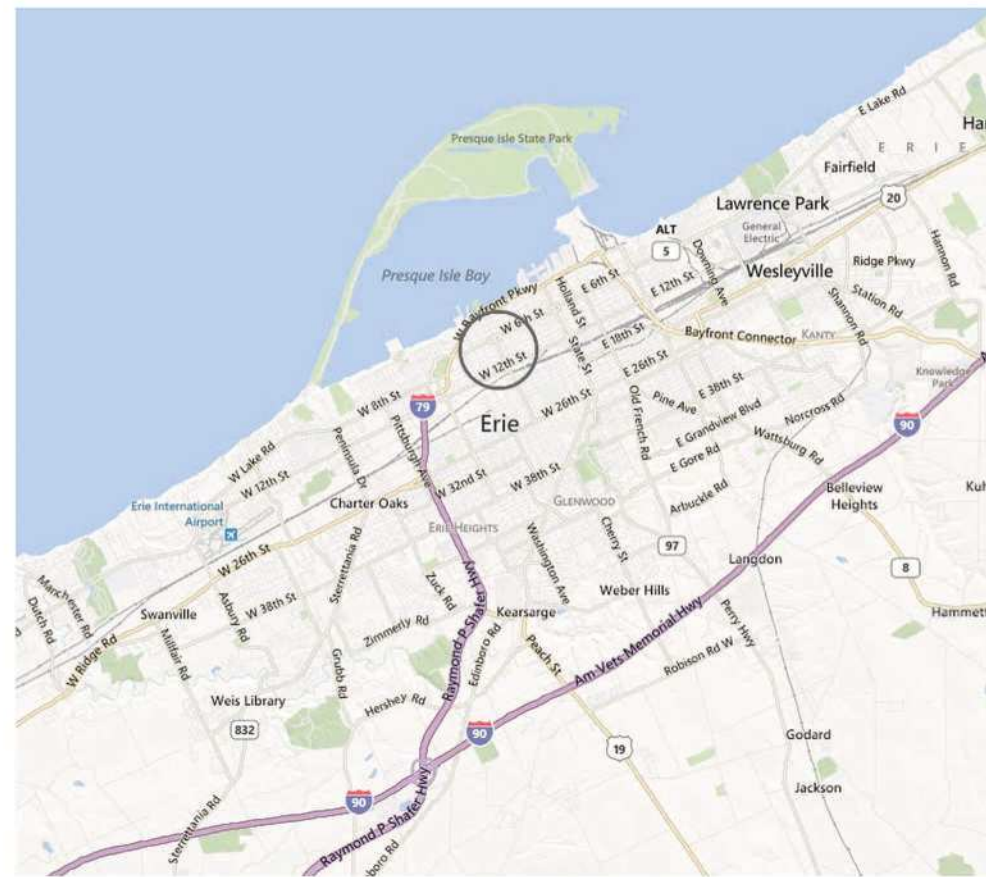 E Lake Rd
Presque Isle State Park
Har
E R I E
Fairfield
20
Lawrence Park
ALT
5
General
Electric
Downing Ave
Hannon Rd
Wesleyville
Ridge Pkwy
Presque Isle Bay
Holland St
E 6th St
E 12th St
Station Rd
Shannon Rd
W Bayfront Pkwy
W 6th St
State St
E 18th St
Bayfront Connector
KANTY
W 12th St
E 26th St
Knowledge
Park
A
W 8th St
79
W 26th St
Old French Rd
Pine Ave
E 38th St
Norcross Rd
90
Erie
Pittsburgh Ave
E Grandview Blvd
Wattsburg Rd
Peninsula Dr
W Lake Rd
W 12th St
W 32nd St
W 38th St
E Gore Rd
Belleview
Heights
Kuh
Erie International
Airport
Charter Oaks
GLENWOOD
Arbuckle Rd
ERIE HEIGHTS
Washington Ave
Cherry St
97
Langdon
W 26th St
Sterrettania Rd
Raymond P Shafer Hwy
8
Manchester Rd
Dutch Rd
Swanville
Asbury Rd
W 38th St
Zuck Rd
Kearsarge
Weber Hills
Hammett
Zimmerly Rd
Perry Hwy
W Ridge Rd
Millfair Rd
Grubb Rd
Edinboro Rd
Peach St
Am Vets Memorial Hwy
Robison Rd W
Weis Library
Hershey Rd
832
90
19
Godard
Jackson
90
Sterrettania Rd
Raymond P Shafer Hwy
boro Rd